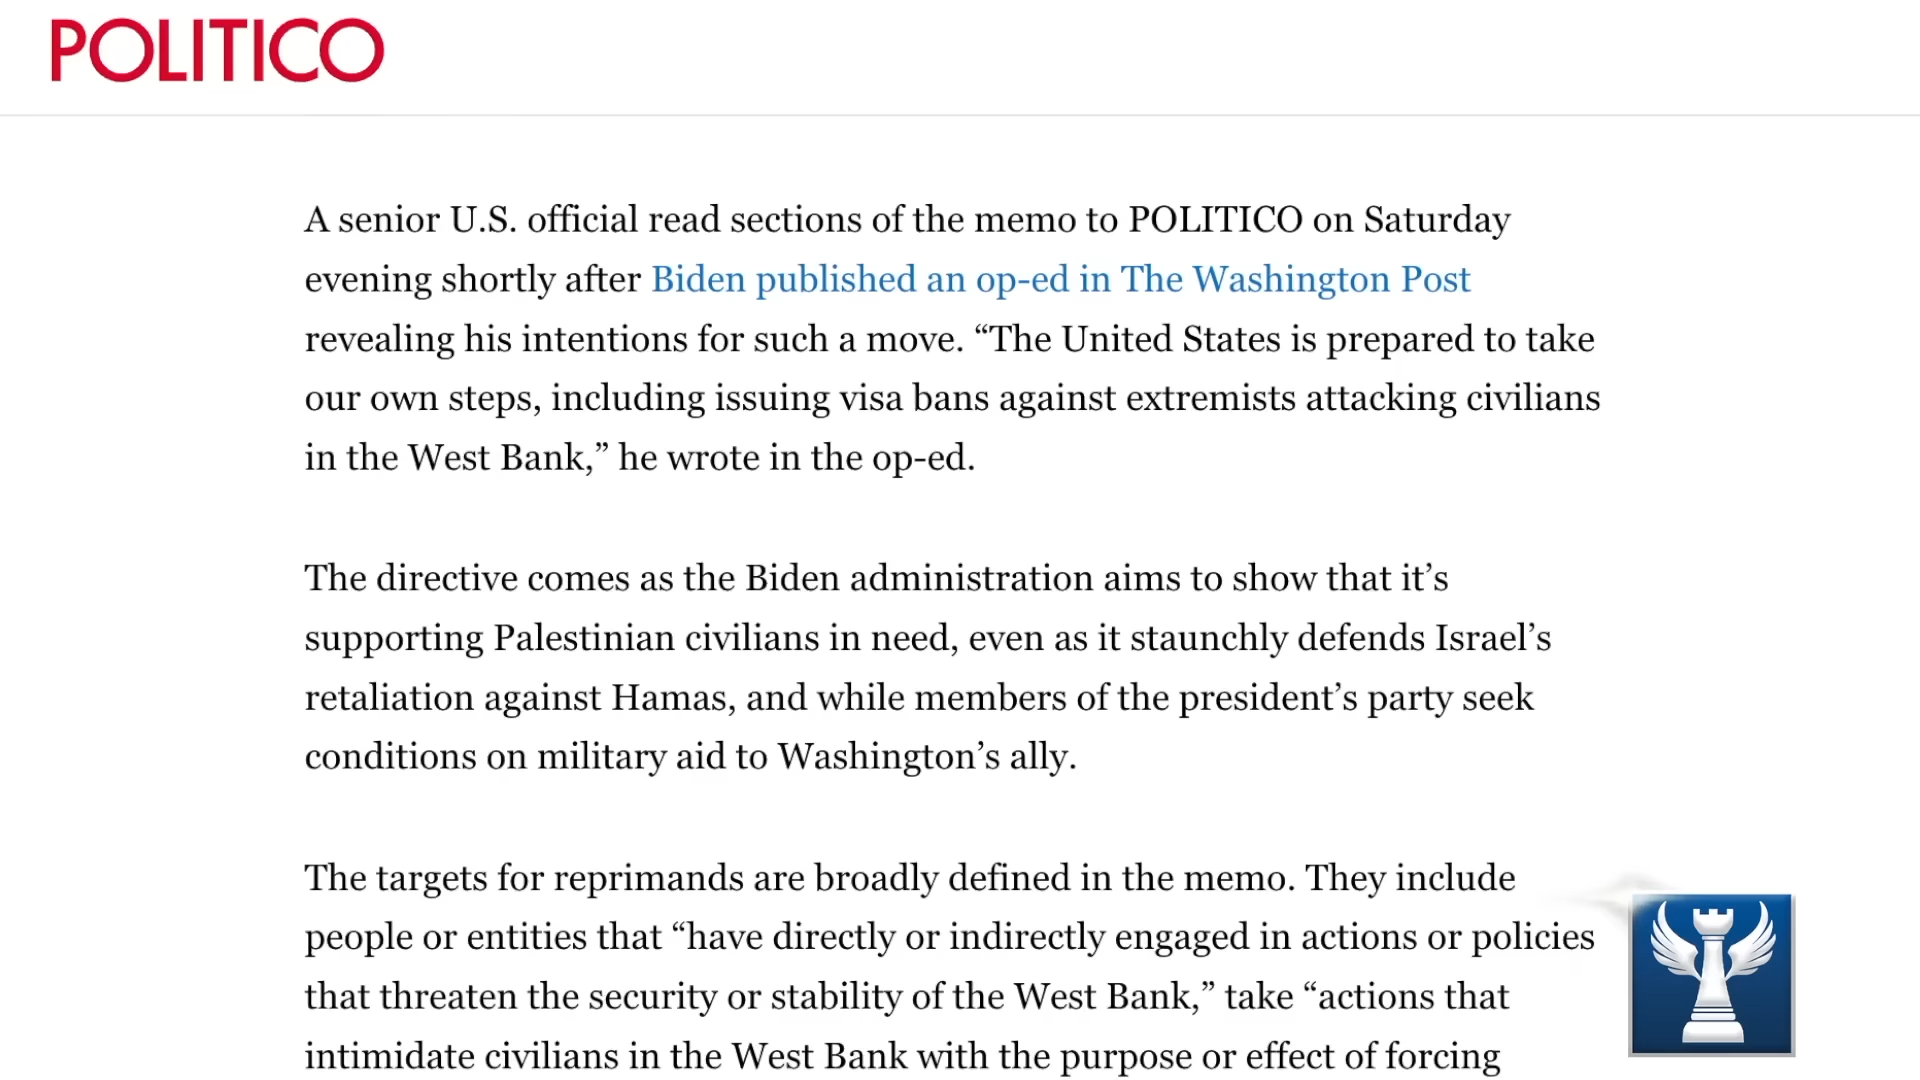 POLITICO
A senior U.S. official read sections of the memo to POLITICO on Saturday
evening shortly after Biden published an op-ed in The Washington Post
revealing his intentions for such a move. “The United States is prepared to take
our own steps, including issuing visa bans against extremists attacking civilians
in the West Bank,” he wrote in the op-ed.
The directive comes as the Biden administration aims to show that it’s
supporting Palestinian civilians in need, even as it staunchly defends Israel’s
retaliation against Hamas, and while members of the president’s party seek
conditions on military aid to Washington’s ally.
The targets for reprimands are broadly defined in the memo. They include
people or entities that “have directly or indirectly engaged in actions or policies
that threaten the security or stability of the West Bank,” take “actions that
intimidate civilians in the West Bank with the purpose or effect of forcing